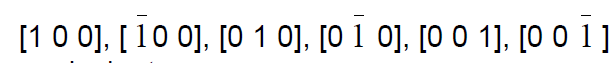 [1 0 0], [ 1̅ 0 0], [0 1 0], [0 1̅ 0], [0 0 1], [0 0 1̅ ]